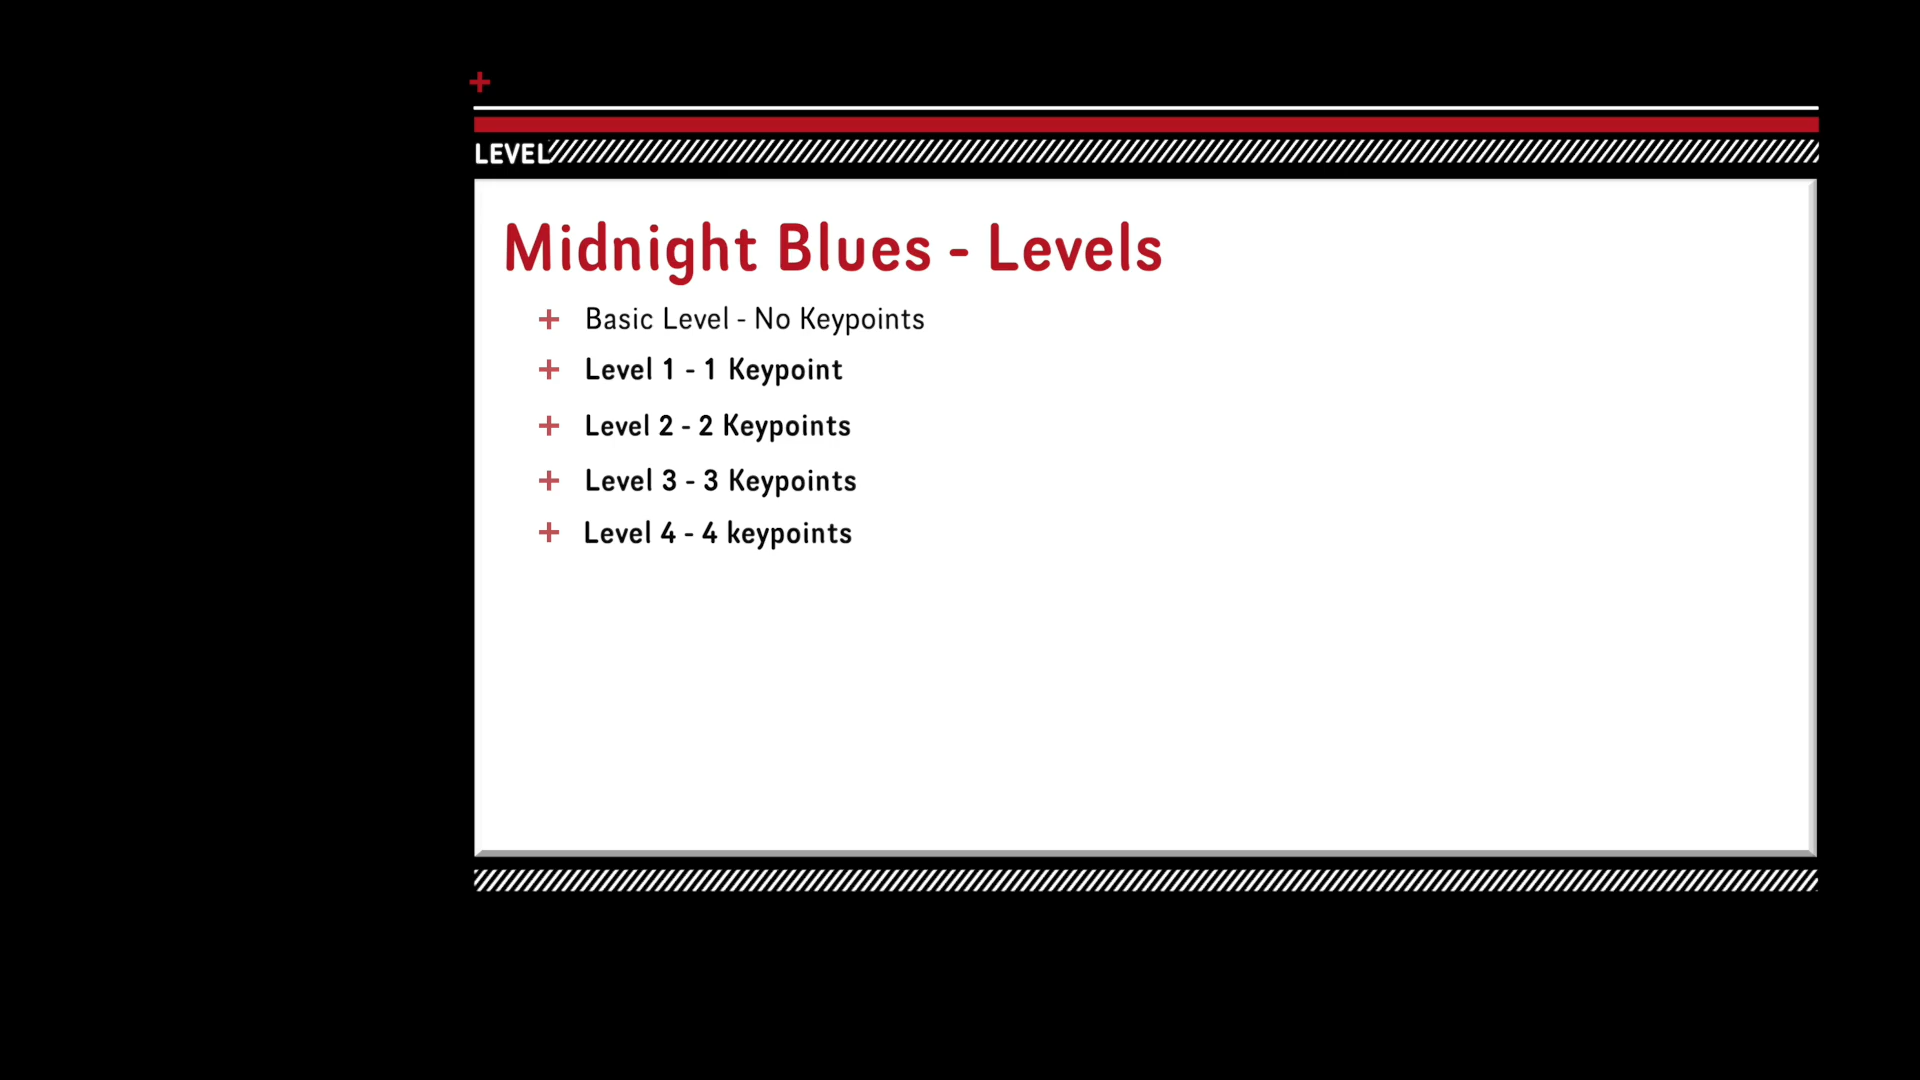 LEVEL
Midnight Blues - Levels
+ Basic Level - No Keypoints
+ Level 1 - 1 Keypoint
+ Level 2 - 2 Keypoints
+ Level 3 - 3 Keypoints
+ Level 4 - 4 keypoints